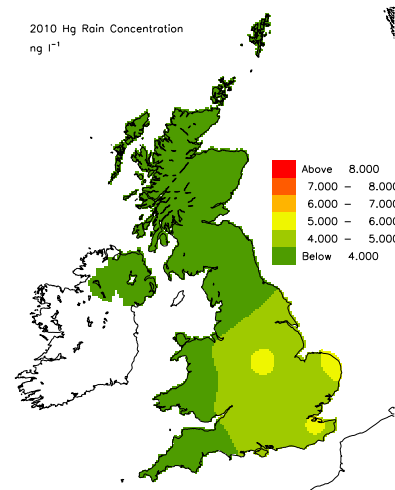 2010 Hg Rain Concentration
ng l⁻¹
Above 8.000
7.000 – 8.000
6.000 – 7.000
5.000 – 6.000
4.000 – 5.000
Below 4.000